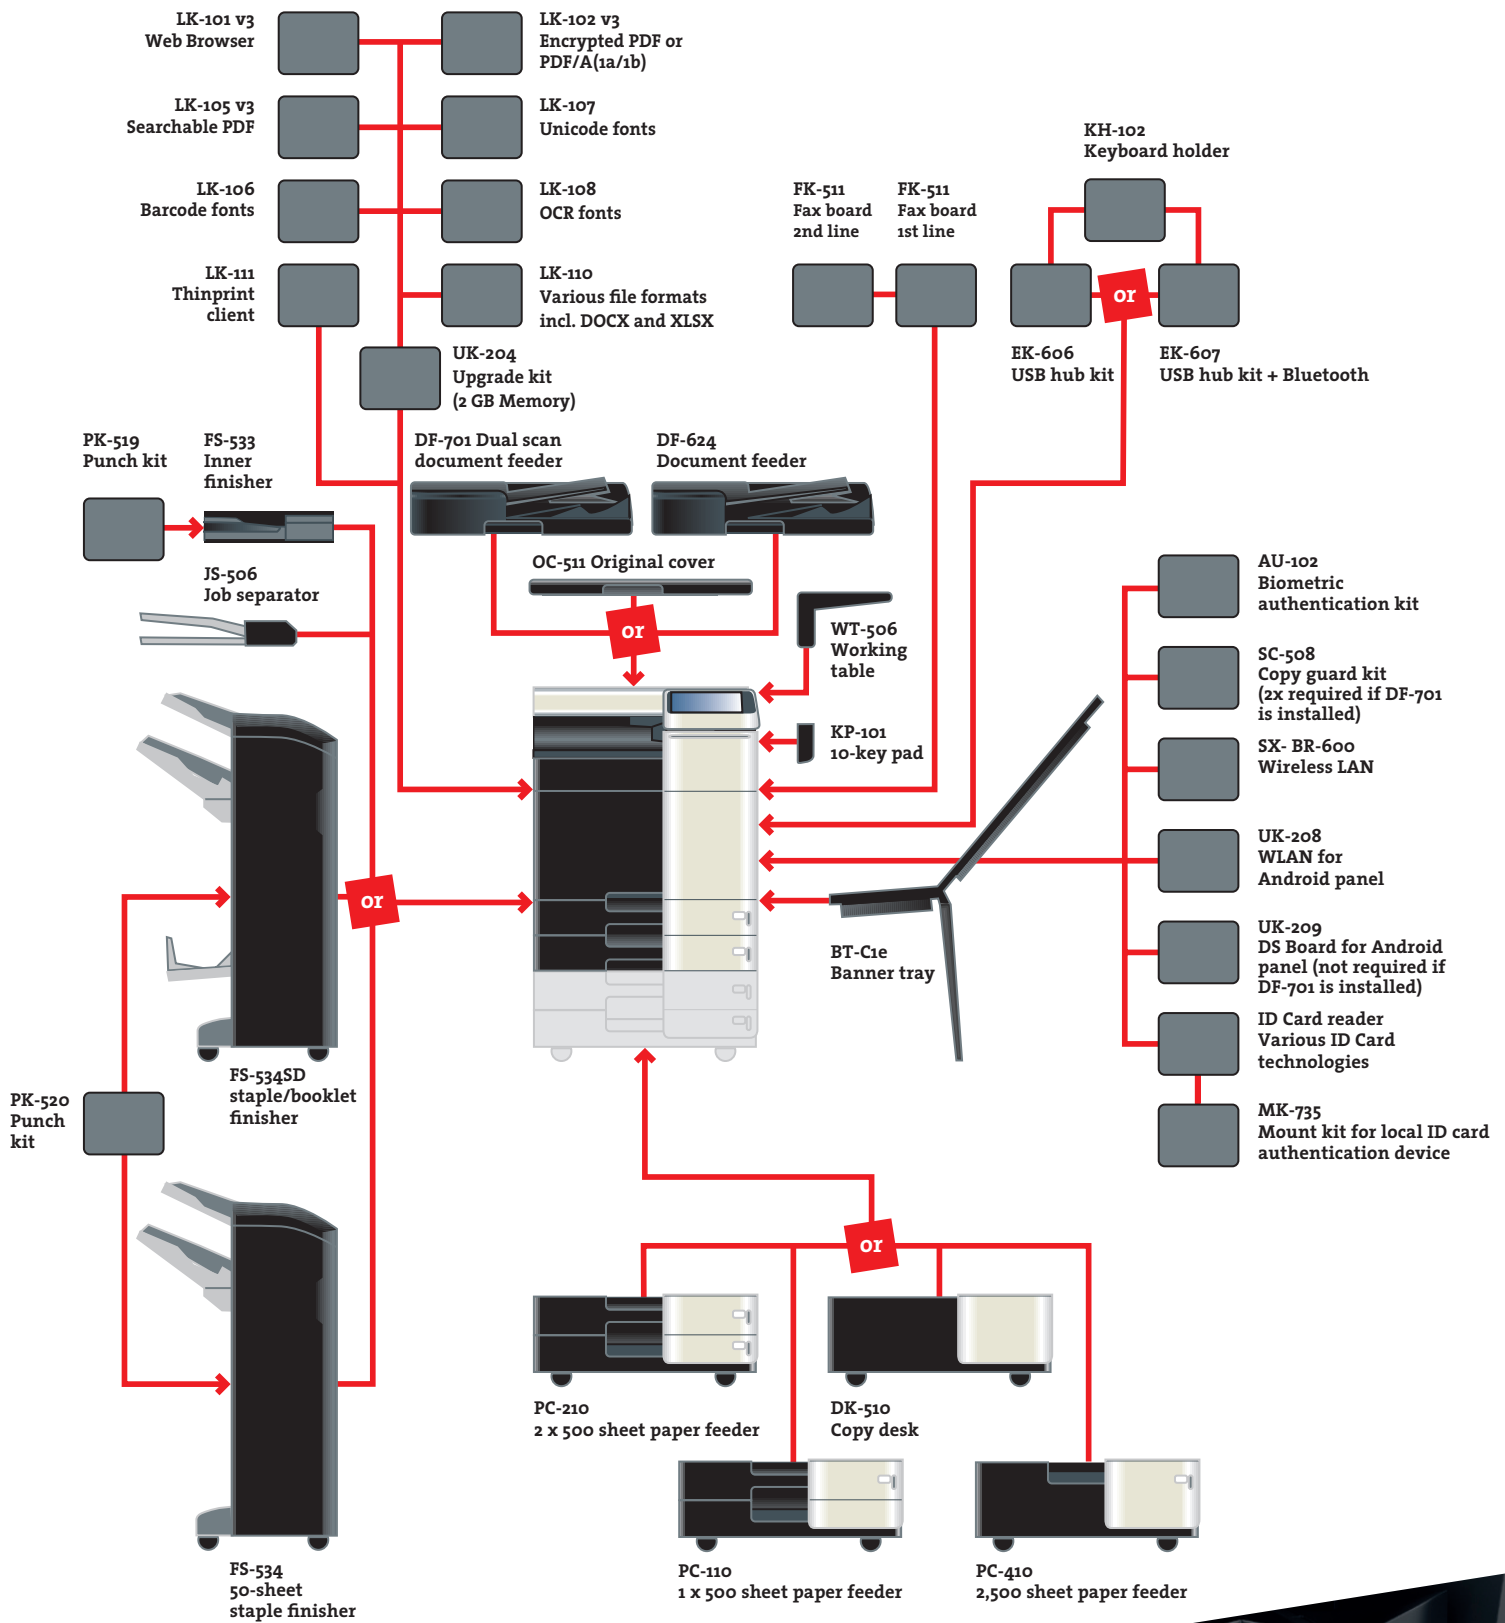 LK-101 v3
Web Browser
LK-102 v3
Encrypted PDF or
PDF/A(1a/1b)
LK-105 v3
Searchable PDF
LK-107
Unicode fonts
LK-106
Barcode fonts
LK-108
OCR fonts
LK-111
Thinprint
client
LK-110
Various file formats
incl. DOCX and XLSX
UK-204
Upgrade kit
(2 GB Memory)
KH-102
Keyboard holder
FK-511
Fax board
2nd line
FK-511
Fax board
1st line
or
EK-606
USB hub kit
EK-607
USB hub kit + Bluetooth
PK-519
Punch kit
FS-533
Inner
finisher
DF-701 Dual scan
document feeder
DF-624
Document feeder
JS-506
Job separator
OC-511 Original cover
or
WT-506
Working
table
KP-101
10-key pad
AU-102
Biometric
authentication kit
SC-508
Copy guard kit
(2x required if DF-701
is installed)
SX- BR-600
Wireless LAN
UK-208
WLAN for
Android panel
UK-209
DS Board for Android
panel (not required if
DF-701 is installed)
ID Card reader
Various ID Card
technologies
MK-735
Mount kit for local ID card
authentication device
or
BT-C1e
Banner tray
FS-534SD
staple/booklet
finisher
PK-520
Punch
kit
or
PC-210
2 x 500 sheet paper feeder
DK-510
Copy desk
PC-110
1 x 500 sheet paper feeder
PC-410
2,500 sheet paper feeder
FS-534
50-sheet
staple finisher